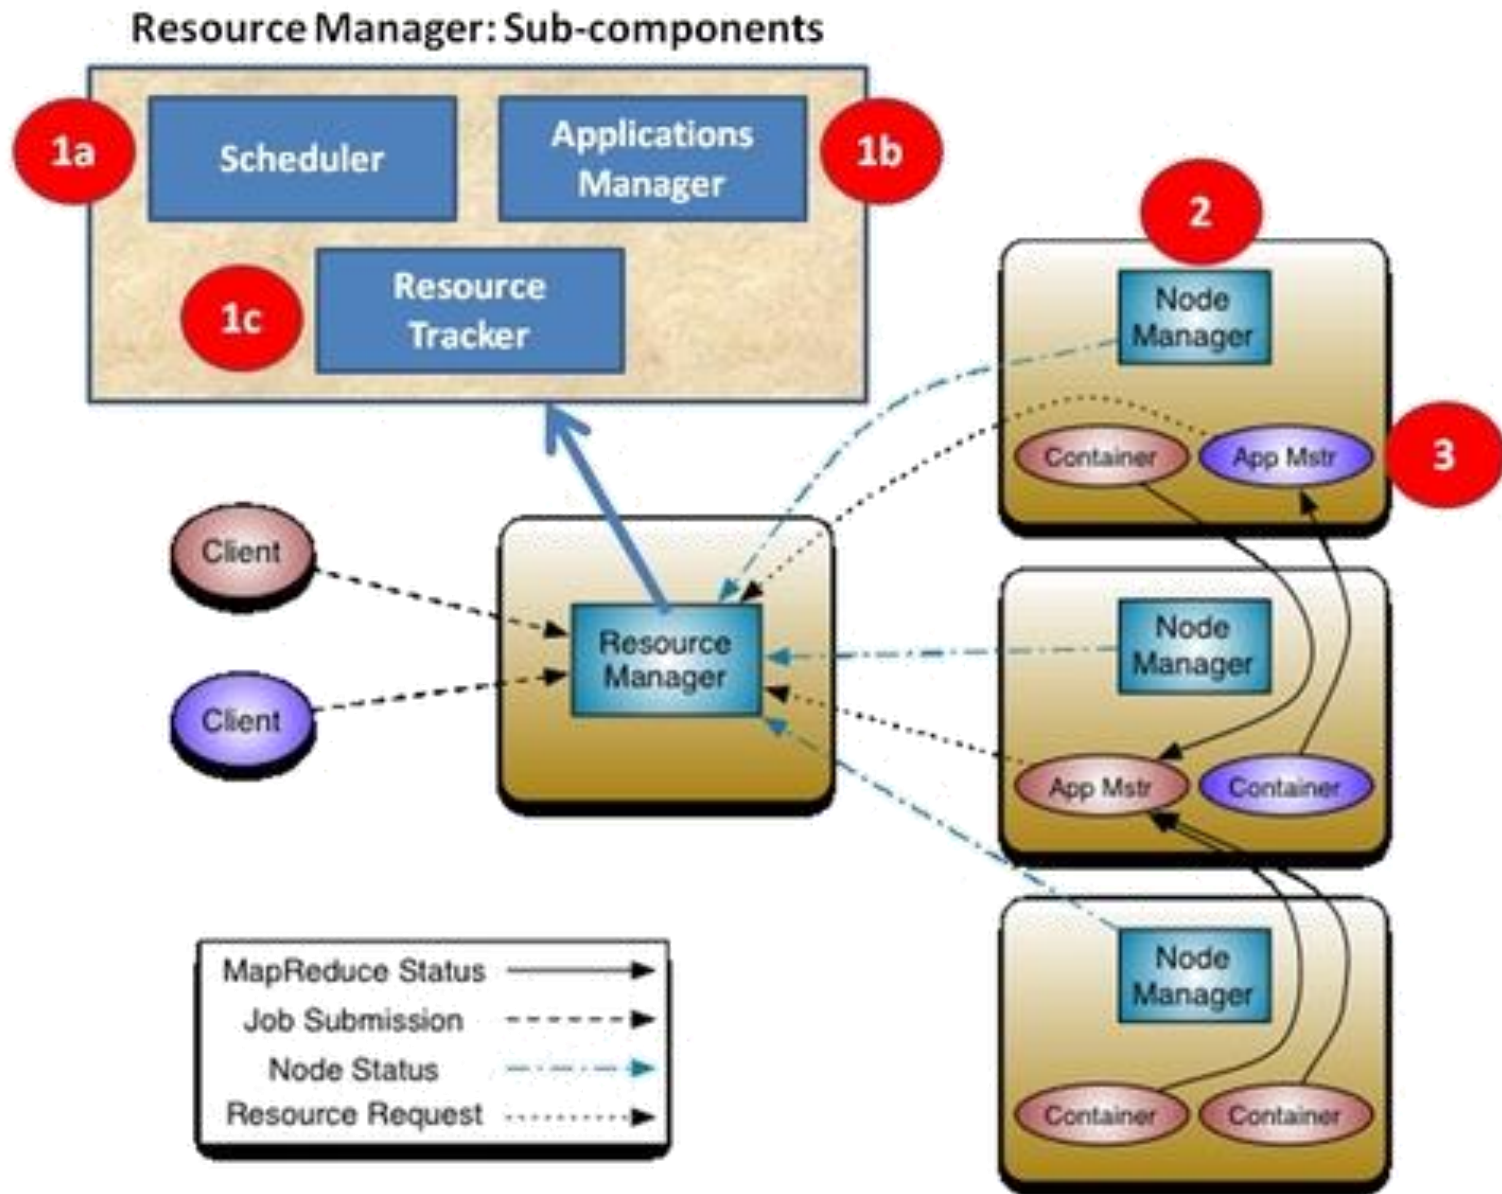 Resource Manager: Sub-components
1a
Scheduler
Applications
Manager
1b
1c
Resource
Tracker
2
Node
Manager
Container
App Mstr
3
Client
Client
Resource
Manager
Node
Manager
App Mstr
Container
Node
Manager
Container
Container
MapReduce Status
Job Submission
Node Status
Resource Request